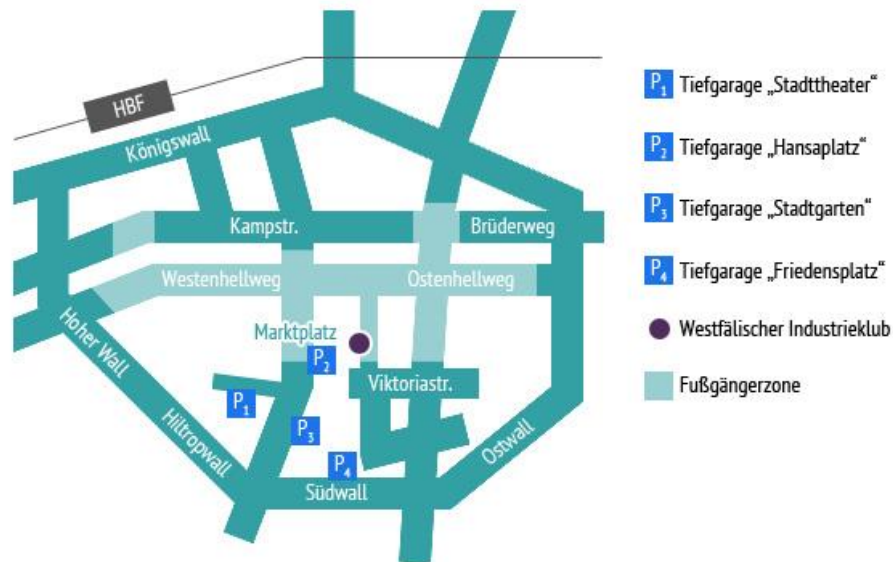 HBF
Königswall
Kampstr.
Brüderweg
Westenhellweg
Ostenhellweg
Marktplatz
Hoher Wall
P2
Viktoriastr.
P1
P3
Hiltropwall
Ostwall
P4
Südwall
P1 Tiefgarage „Stadttheater“
P2 Tiefgarage „Hansaplatz“
P3 Tiefgarage „Stadtgarten“
P4 Tiefgarage „Friedensplatz“
Westfälischer Industrieklub
Fußgängerzone